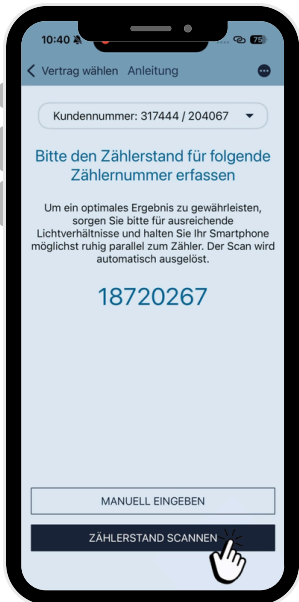 10:40
75
Vertrag wählen Anleitung
Kundennummer: 317444 / 204067
Bitte den Zählerstand für folgende
Zählernummer erfassen
Um ein optimales Ergebnis zu gewährleisten,
sorgen Sie bitte für ausreichende
Lichtverhältnisse und halten Sie Ihr Smartphone
möglichst ruhig parallel zum Zähler. Der Scan wird
automatisch ausgelöst.
18720267
MANUELL EINGEBEN
ZÄHLERSTAND SCANNEN